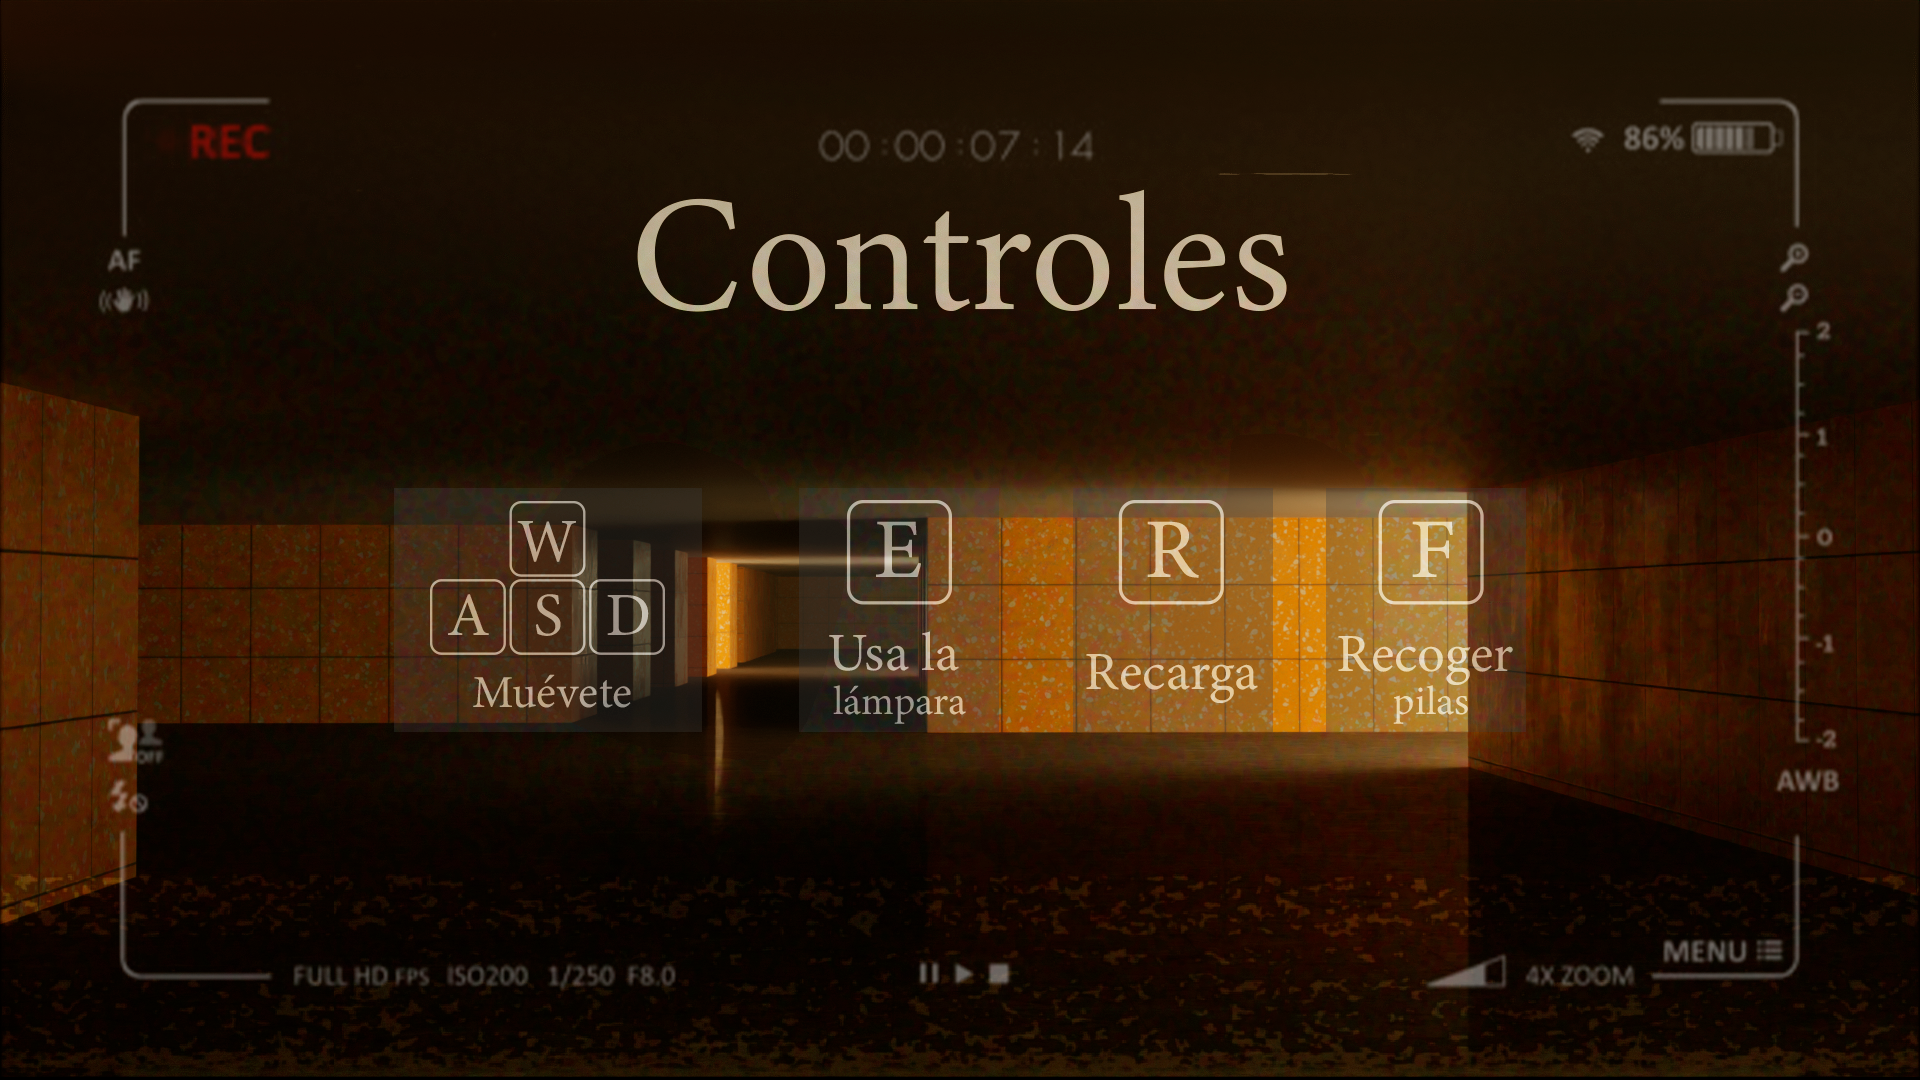 REC
00:00:07:14
86%
Controles
AF
2
1
0
-1
-2
W
A S D
Muévete
E
Usa la
lámpara
R
Recarga
F
Recoger
pilas
OFF
AWB
MENU
FULL HD FPS ISO200 1/250 F8.0
4X ZOOM